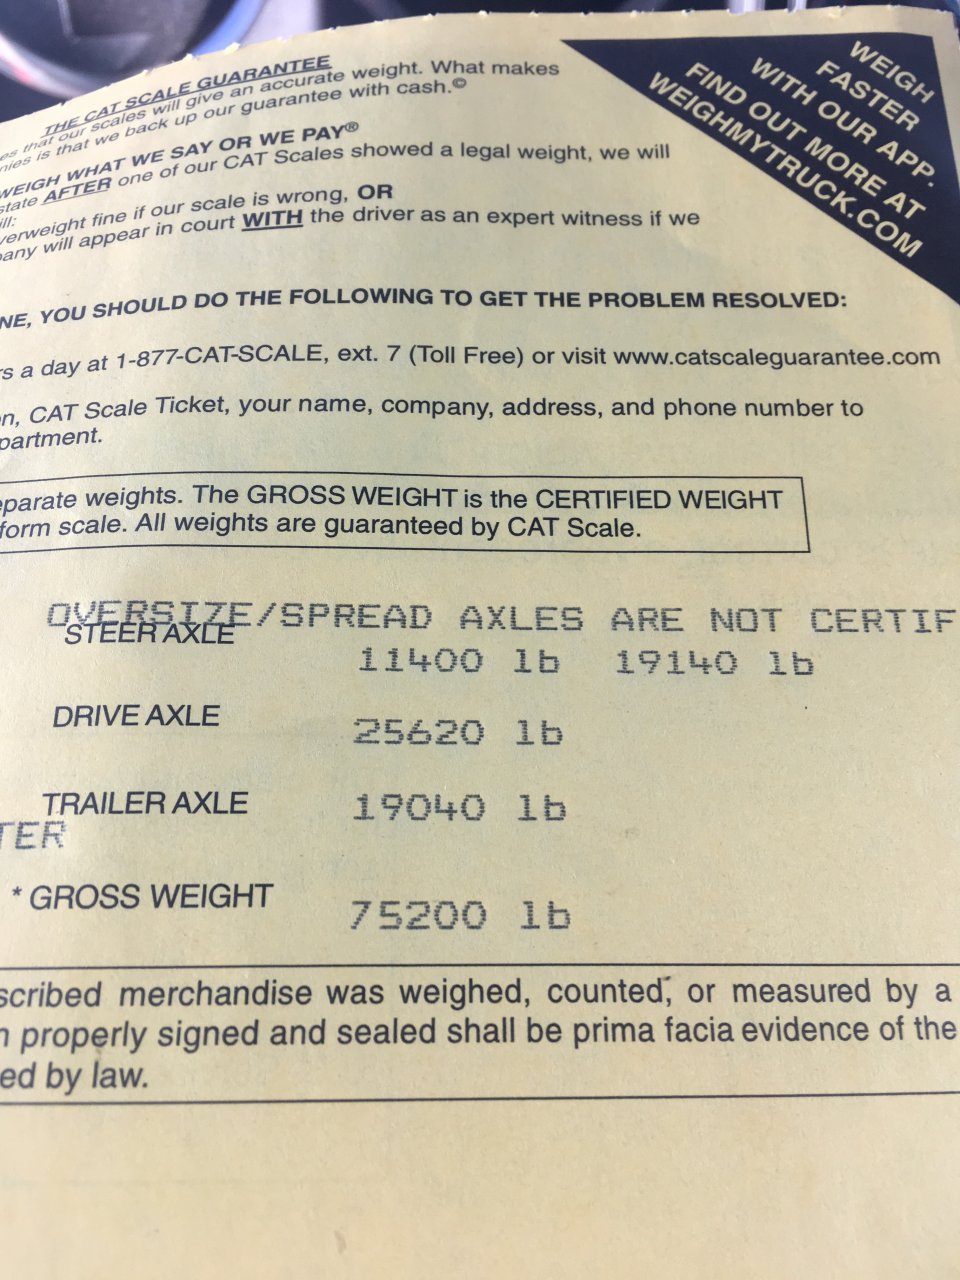 THE CAT SCALE GUARANTEE
es that our scales will give an accurate weight. What makes
nies is that we back up our guarantee with cash.©
WEIGH WHAT WE SAY OR WE PAY®
state AFTER one of our CAT Scales showed a legal weight, we will
ill:
verweight fine if our scale is wrong, OR
pany will appear in court WITH the driver as an expert witness if we
WEIGH
FASTER
WITH OUR APP.
FIND OUT MORE AT
WEIGHMYTRUCK.COM
NE, YOU SHOULD DO THE FOLLOWING TO GET THE PROBLEM RESOLVED:
rs a day at 1-877-CAT-SCALE, ext. 7 (Toll Free) or visit www.catscaleguarantee.com
on, CAT Scale Ticket, your name, company, address, and phone number to
partment.
eparate weights. The GROSS WEIGHT is the CERTIFIED WEIGHT
form scale. All weights are guaranteed by CAT Scale.
OVERSIZE/SPREAD AXLES ARE NOT CERTIF
STEER AXLE
11400 lb 19140 lb
DRIVE AXLE 25620 lb
TRAILER AXLE 19040 lb
TER
* GROSS WEIGHT 75200 lb
scribed merchandise was weighed, counted, or measured by a
n properly signed and sealed shall be prima facia evidence of the
ed by law.